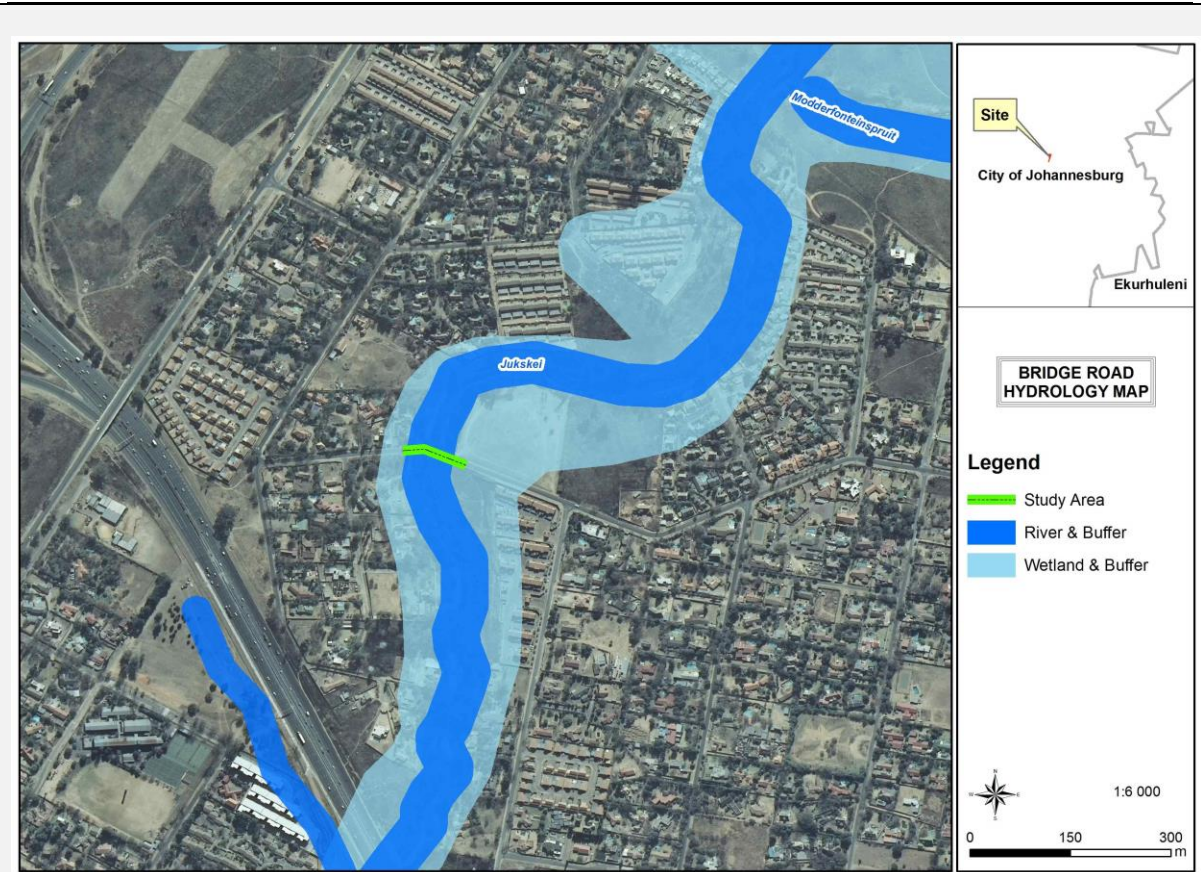 Modderfonteinspruit
Jukskei
Site
City of Johannesburg
Ekurhuleni
BRIDGE ROAD
HYDROLOGY MAP
Legend
Study Area
River & Buffer
Wetland & Buffer
N
W E
S
1:6 000
0 150 300
m